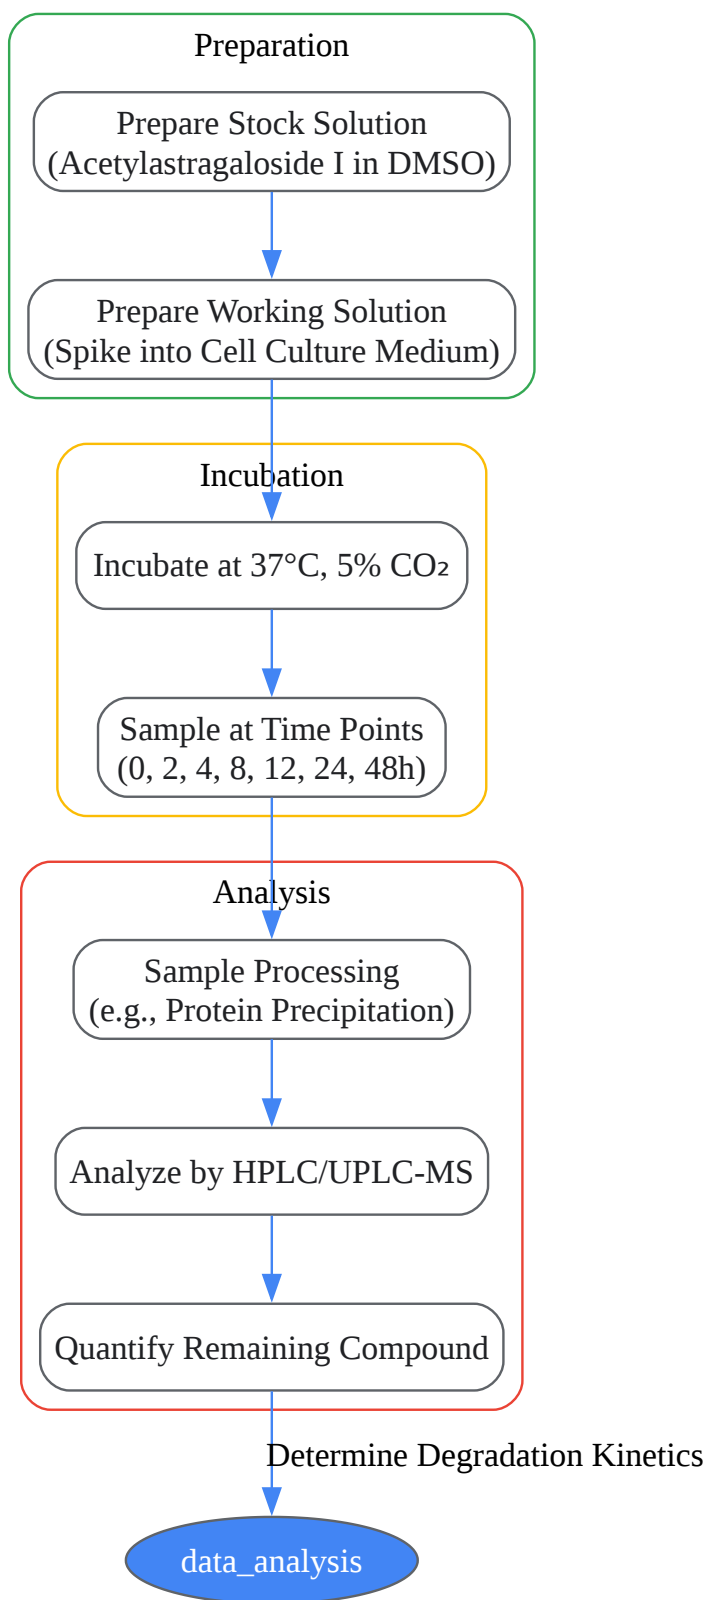 Preparation
Prepare Stock Solution
(Acetylastragaloside I in DMSO)
Prepare Working Solution
(Spike into Cell Culture Medium)
Incubation
Incubate at 37°C, 5% CO₂
Sample at Time Points
(0, 2, 4, 8, 12, 24, 48h)
Analysis
Sample Processing
(e.g., Protein Precipitation)
Analyze by HPLC/UPLC-MS
Quantify Remaining Compound
Determine Degradation Kinetics
data_analysis